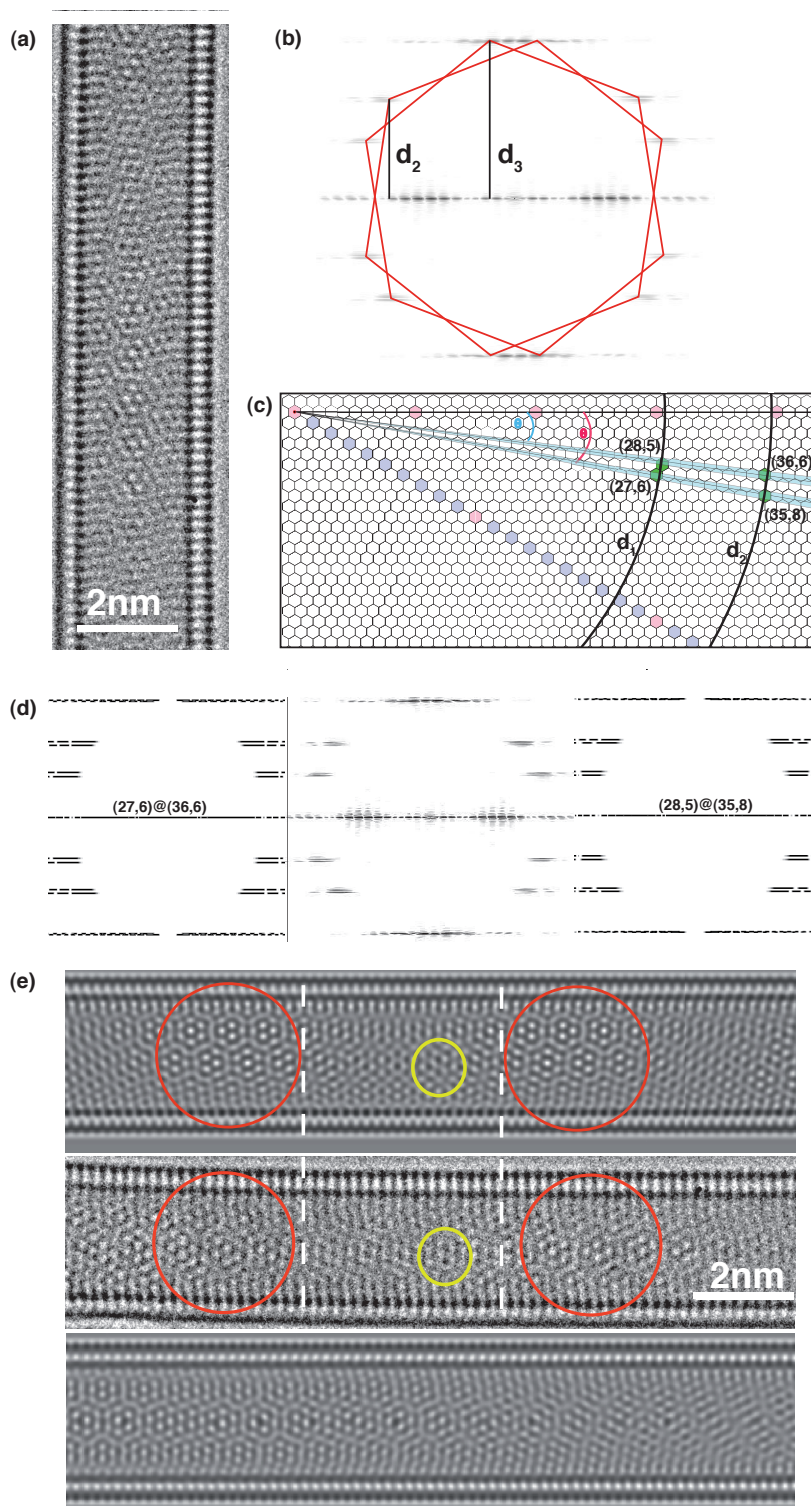 (a)
2nm
(b)
d2
d3
(c)
θ
θ
(28,5)
(36,6)
(27,6)
(35,8)
d1
d2
(d)
(27,6)@(36,6)
(28,5)@(35,8)
(e)
2nm